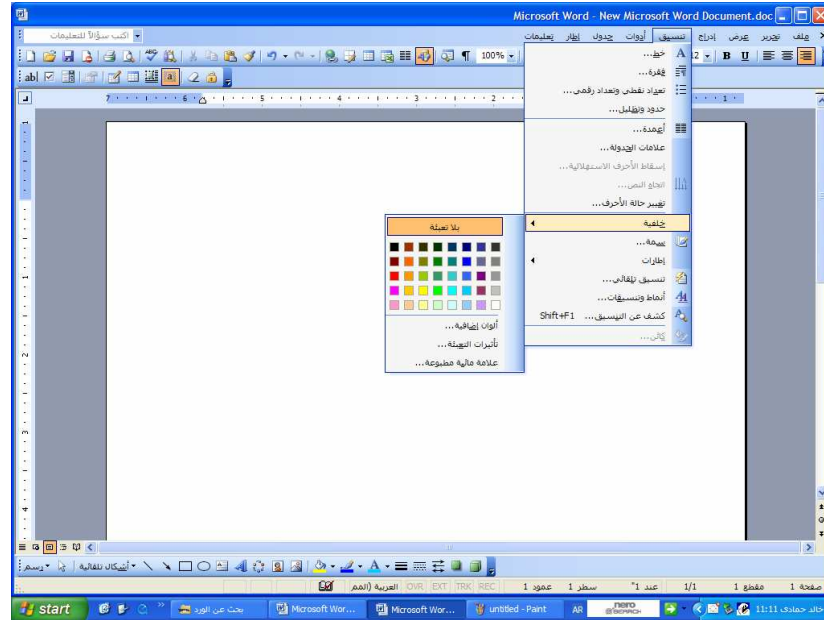 Microsoft Word - New Microsoft Word Document.doc
ملف تحرير عرض إدراج تنسيق أدوات جدول إطار تعليمات
اكتب سؤالاً للتعليمات
100%
12 B U
خط...
فقرة...
تعداد نقطي وتعداد رقمي...
حدود وتظليل...
أعمدة...
علامات الجدولة...
إسقاط الأحرف الاستهلالية...
اتجاه النص...
تغيير حالة الأحرف...
خلفية
سمة...
إطارات
تنسيق تلقائي...
أنماط وتنسيقات...
كشف عن التنسيق... Shift+F1
كائن...
بلا تعبئة
ألوان إضافية...
تأثيرات التعبئة...
علامة مائية مطبوعة...
رسم أشكال تلقائية
صفحة 1 مقطع 1 1/1 عند 1" سطر 1 عمود 1 REC TRK EXT OVR العربية (المم
start
بحث عن الورد
Microsoft Wor...
Microsoft Wor...
untitled - Paint
AR
nero
SEARCH
11:11 خالد حمادى